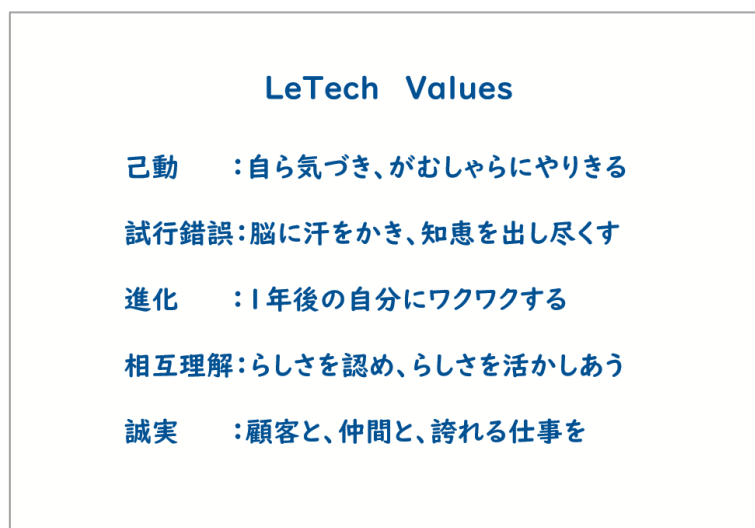 LeTech Values
己動　　：自ら気づき、がむしゃらにやりきる
試行錯誤：脳に汗をかき、知恵を出し尽くす
進化　　：1年後の自分にワクワクする
相互理解：らしさを認め、らしさを活かしあう
誠実　　：顧客と、仲間と、誇れる仕事を